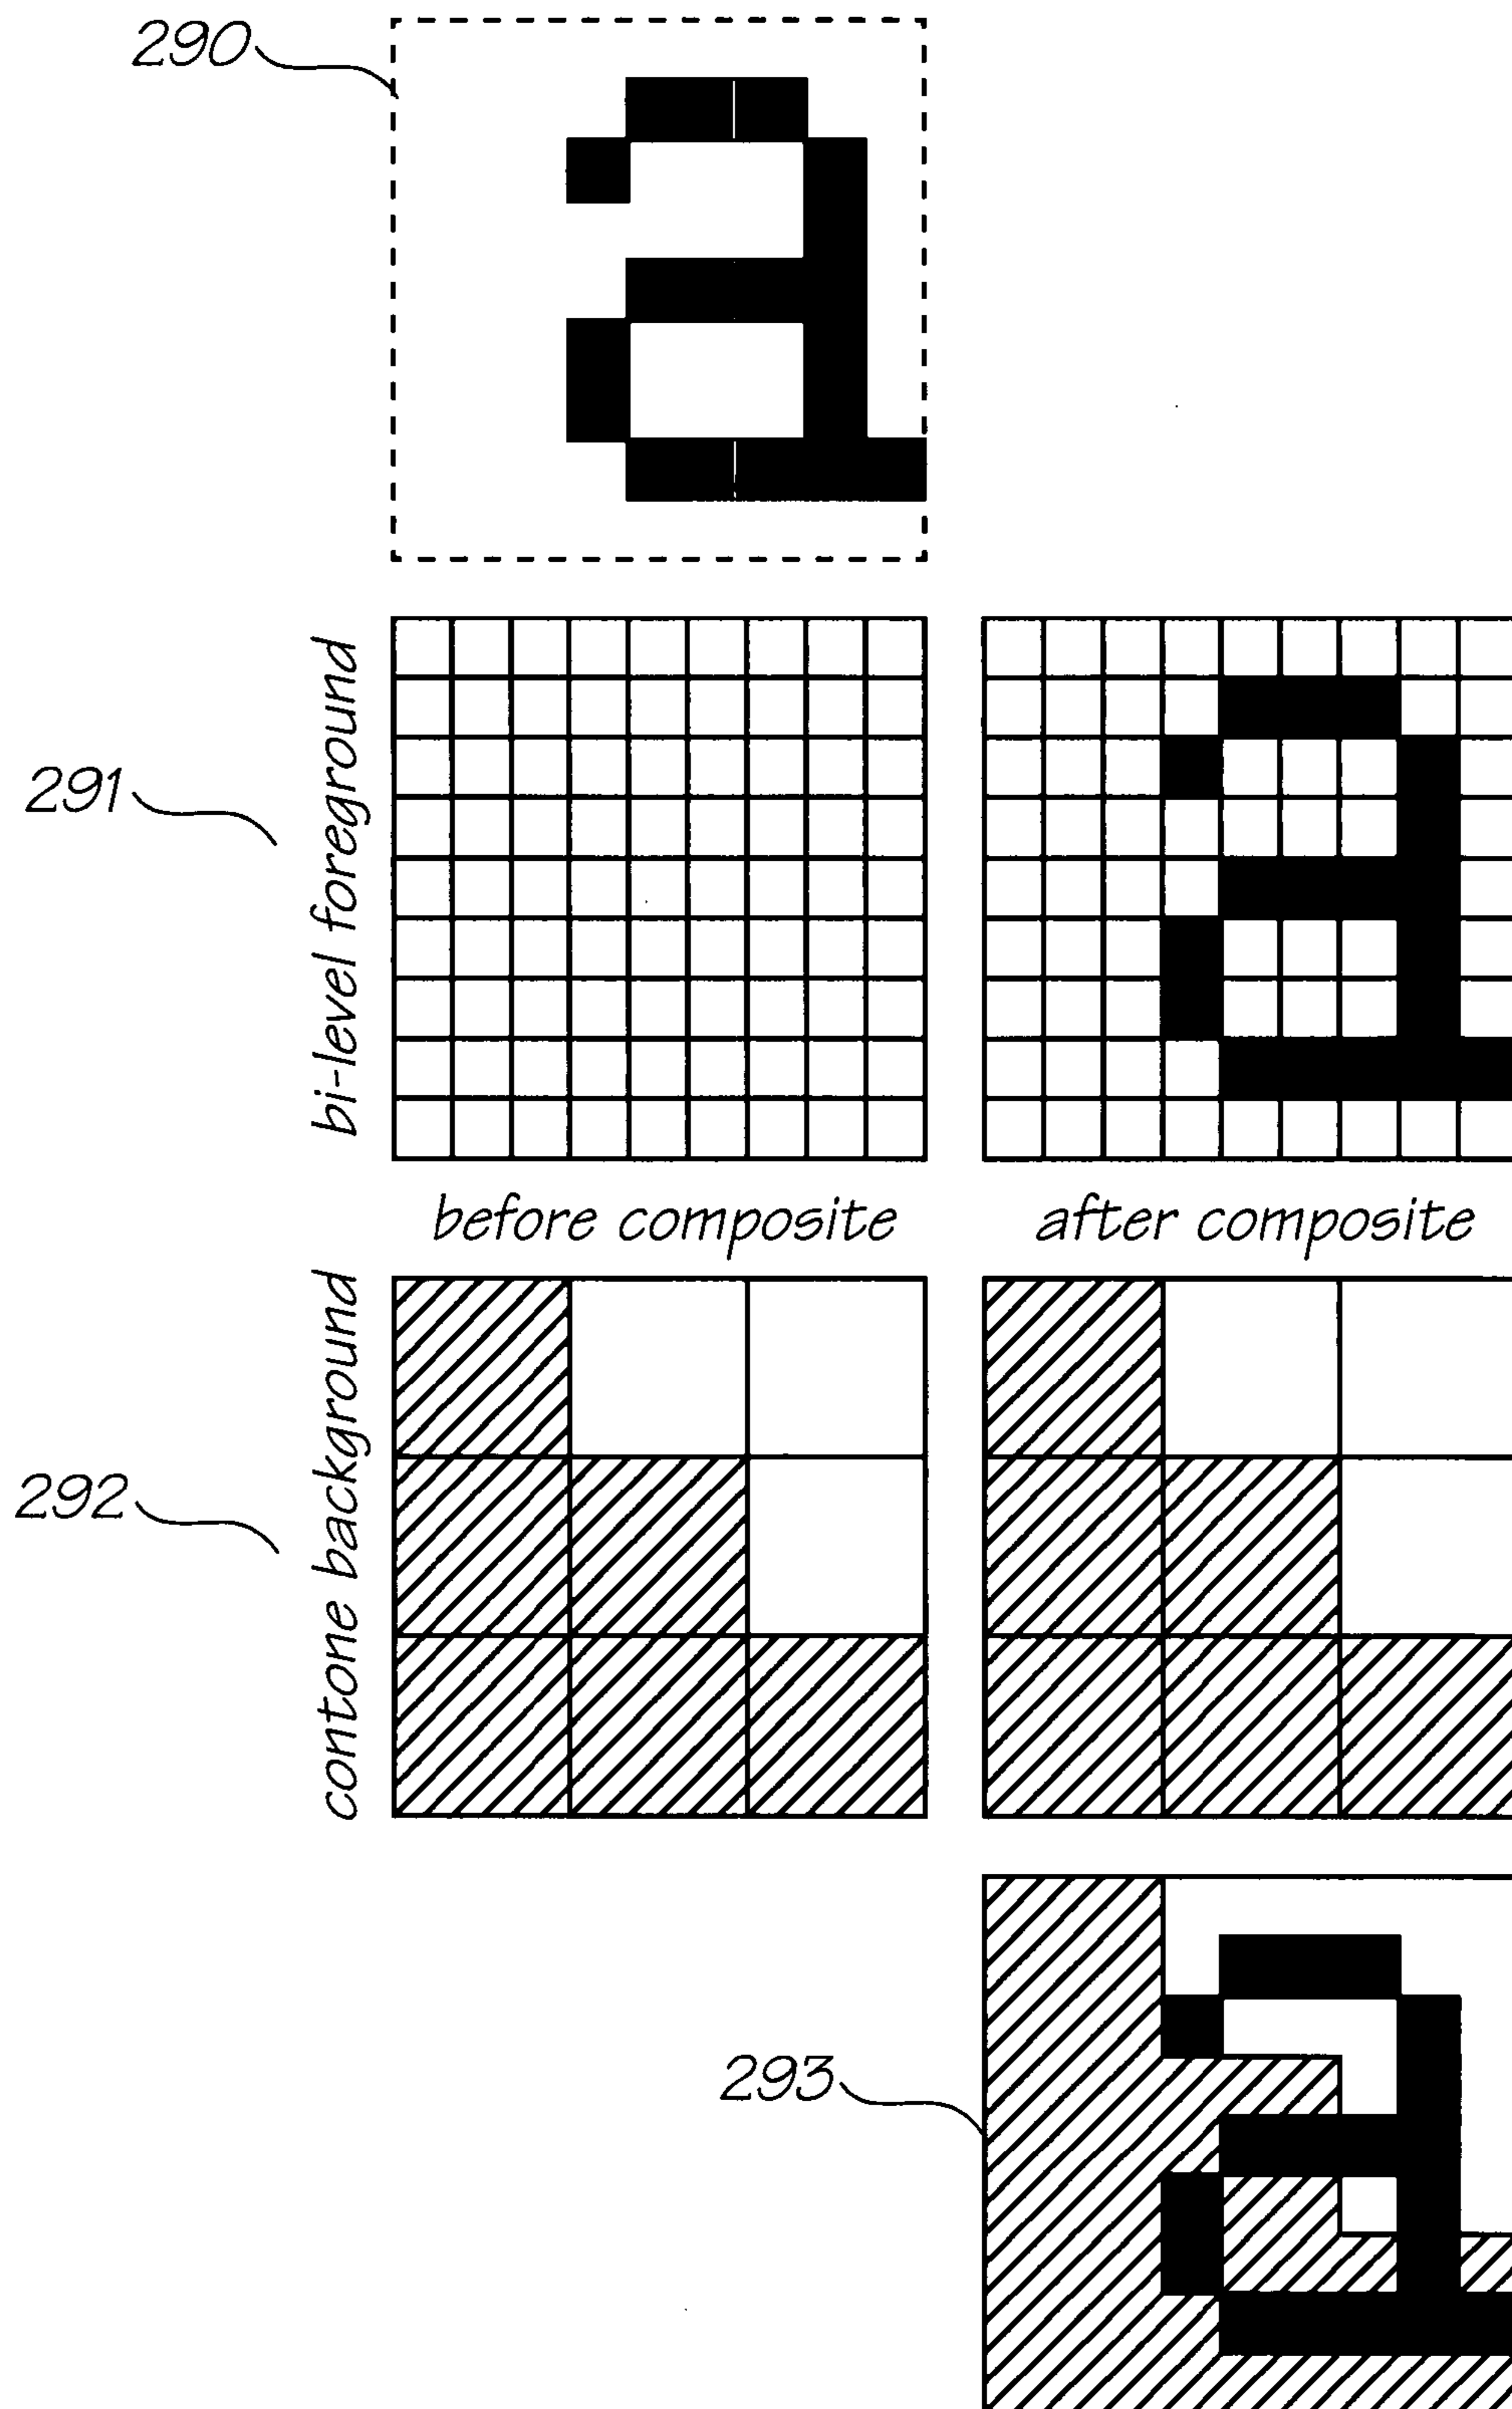 290
291
bi-level foreground
before composite
after composite
292
contone background
293